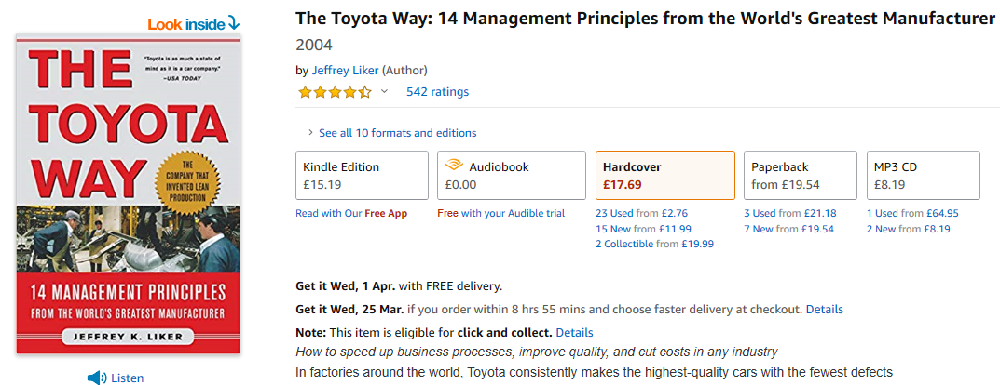 Look inside
THE
TOYOTA
WAY
"Toyota is as much a state of
mind as it is a car company."
—USA TODAY
THE
COMPANY THAT
INVENTED LEAN
PRODUCTION
14 MANAGEMENT PRINCIPLES
FROM THE WORLD'S GREATEST MANUFACTURER
JEFFREY K. LIKER
Listen
The Toyota Way: 14 Management Principles from the World's Greatest Manufacturer
2004
by Jeffrey Liker (Author)
542 ratings
See all 10 formats and editions
Kindle Edition
£15.19
Read with Our Free App
Audiobook
£0.00
Free with your Audible trial
Hardcover
£17.69
23 Used from £2.76
15 New from £11.99
2 Collectible from £19.99
Paperback
from £19.54
3 Used from £21.18
7 New from £19.54
MP3 CD
£8.19
1 Used from £64.95
2 New from £8.19
Get it Wed, 1 Apr. with FREE delivery.
Get it Wed, 25 Mar. if you order within 8 hrs 55 mins and choose faster delivery at checkout. Details
Note: This item is eligible for click and collect. Details
How to speed up business processes, improve quality, and cut costs in any industry
In factories around the world, Toyota consistently makes the highest-quality cars with the fewest defects